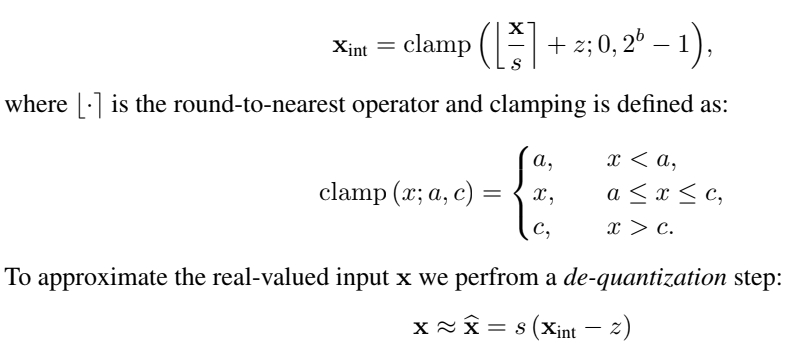 x_int = clamp (⌊x/s⌉ + z; 0, 2^b − 1),
where ⌊·⌉ is the round-to-nearest operator and clamping is defined as:
clamp (x; a, c) = { a, x < a,
x, a ≤ x ≤ c,
c, x > c.
To approximate the real-valued input x we perfrom a de-quantization step:
x ≈ x̂ = s (x_int − z)